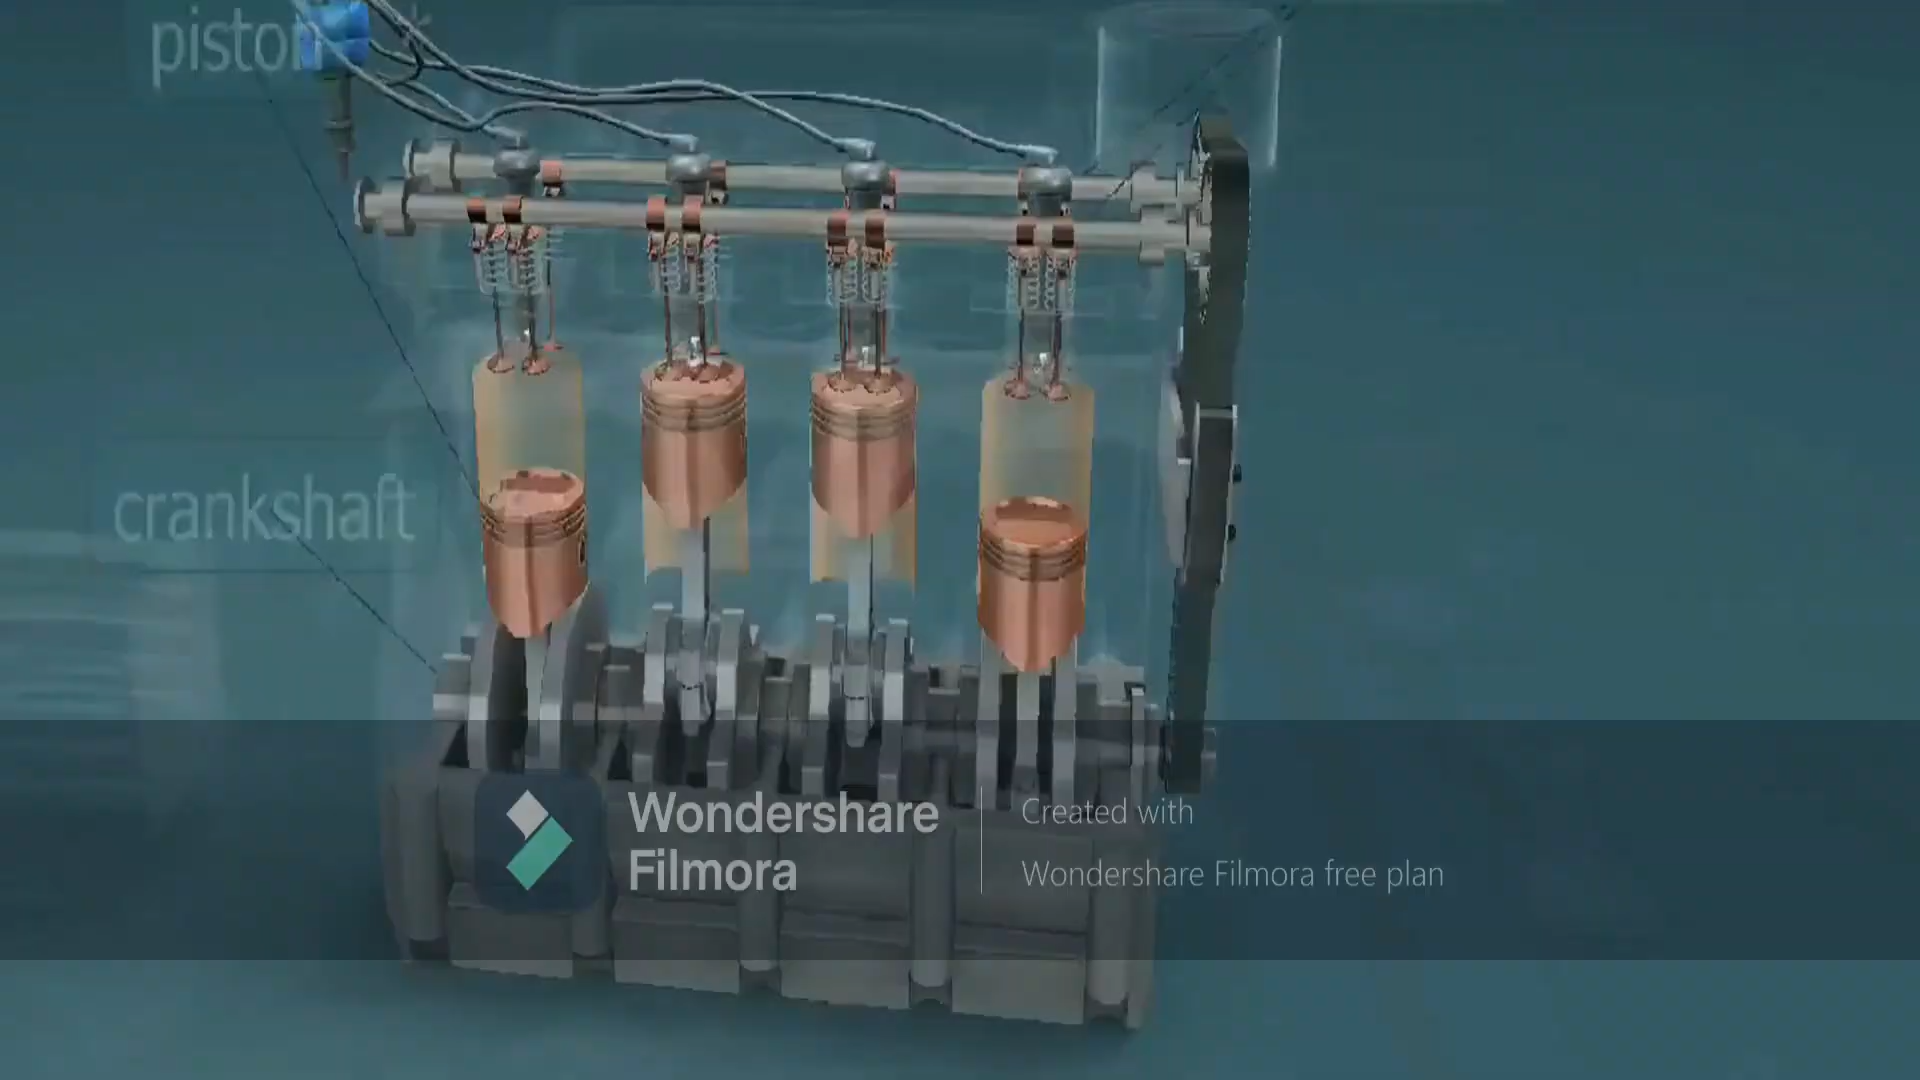 piston
crankshaft
Wondershare
Filmora
Created with
Wondershare Filmora free plan